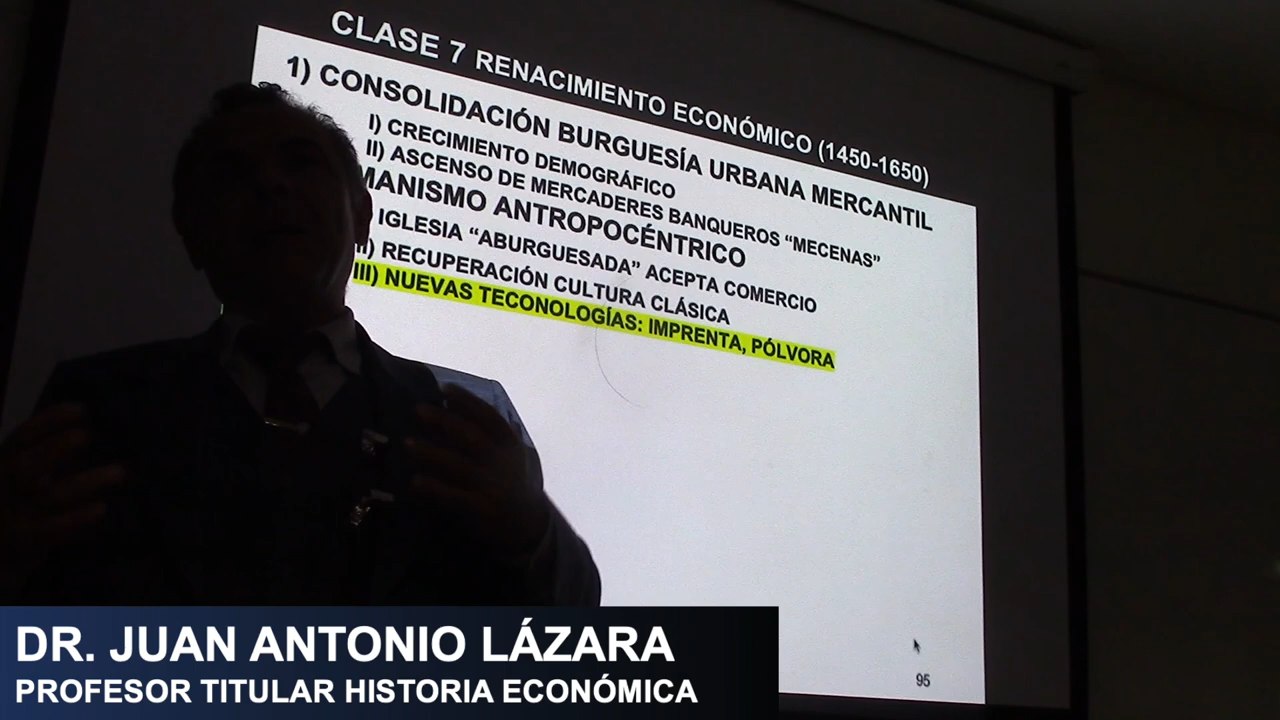 CLASE 7 RENACIMIENTO ECONÓMICO (1450-1650)
1) CONSOLIDACIÓN BURGUESÍA URBANA MERCANTIL
I) CRECIMIENTO DEMOGRÁFICO
II) ASCENSO DE MERCADERES BANQUEROS “MECENAS”
MANISMO ANTROPOCÉNTRICO
IGLESIA “ABURGUESADA” ACEPTA COMERCIO
II) RECUPERACIÓN CULTURA CLÁSICA
III) NUEVAS TECONOLOGÍAS: IMPRENTA, PÓLVORA
95
DR. JUAN ANTONIO LÁZARA
PROFESOR TITULAR HISTORIA ECONÓMICA